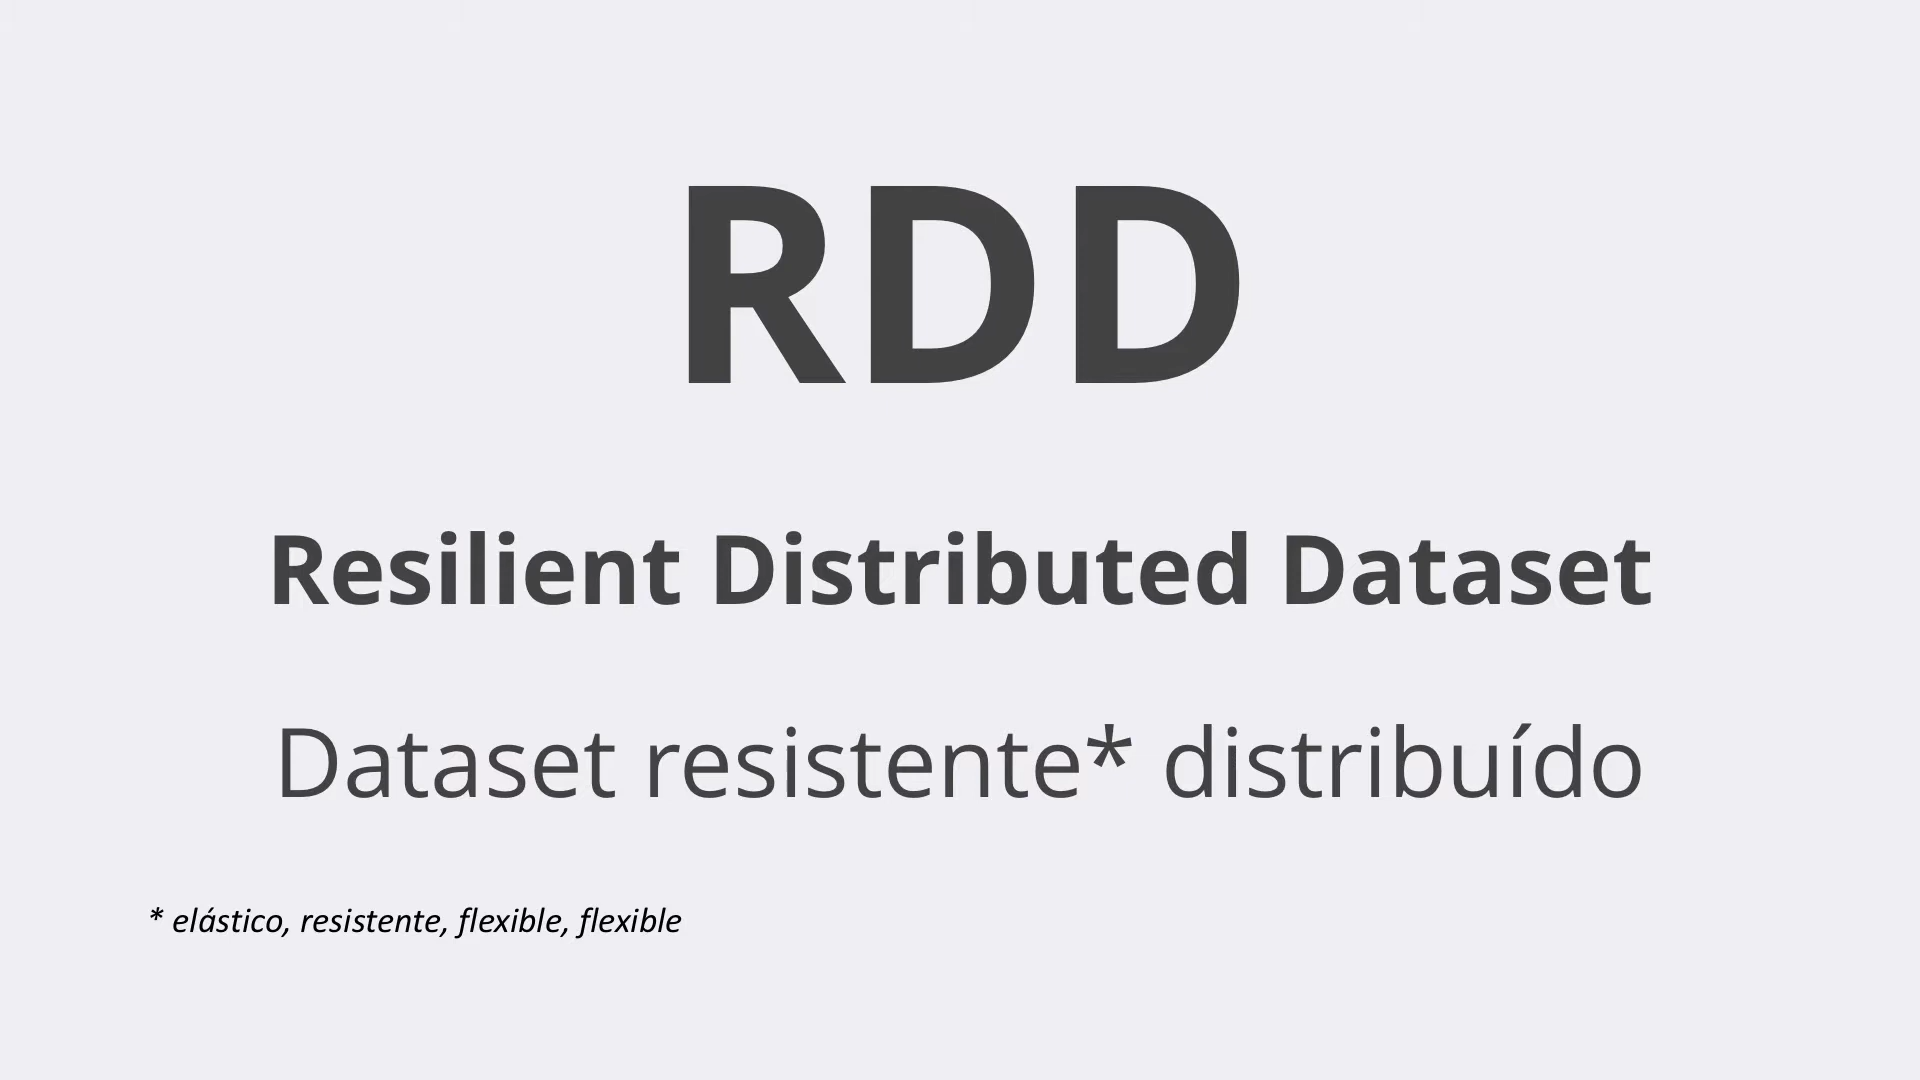 RDD
Resilient Distributed Dataset
Dataset resistente* distribuído
* elástico, resistente, flexible, flexible